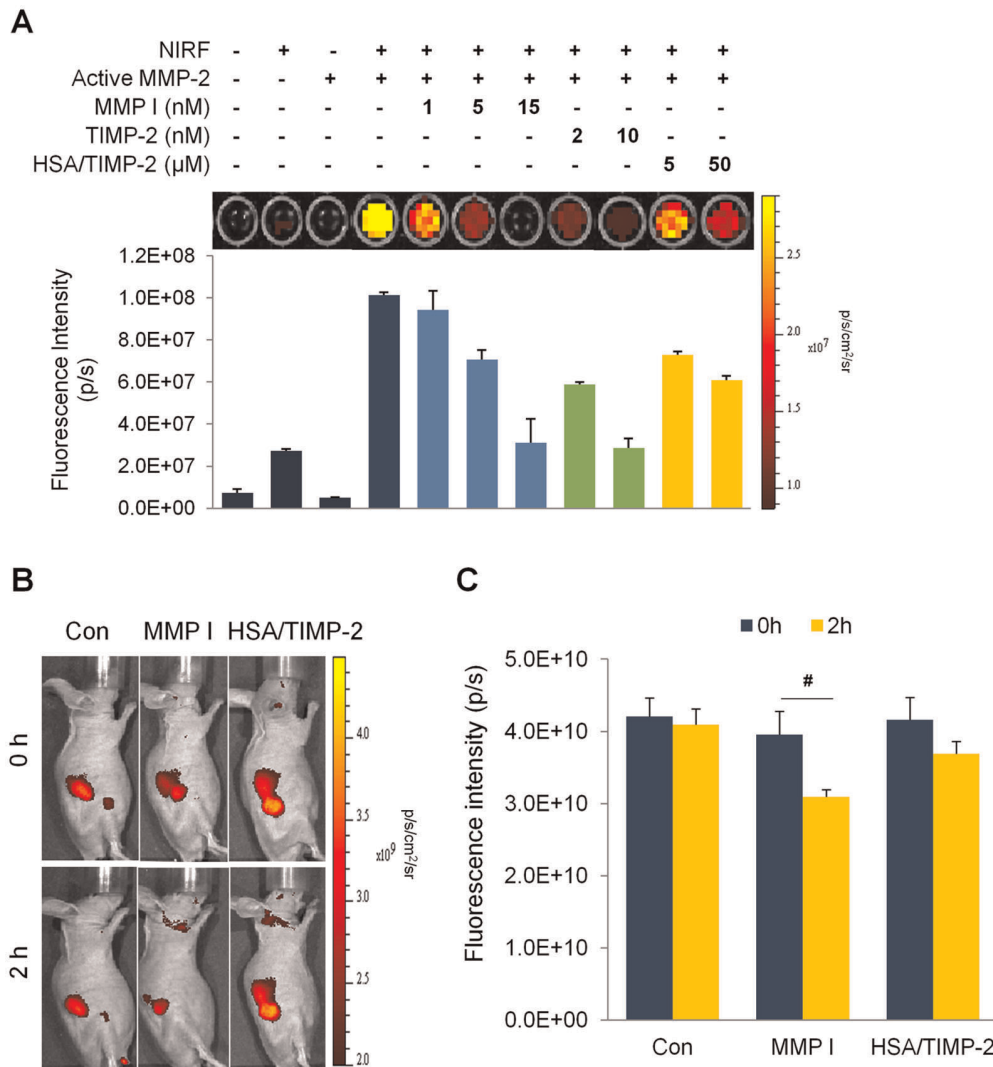 A
NIRF - + - + + + + + + + +
Active MMP-2 - - + + + + + + + + +
MMP I (nM) - - - - 1 5 15 - - - -
TIMP-2 (nM) - - - - - - - 2 10 - -
HSA/TIMP-2 (µM) - - - - - - - - - 5 50
Fluorescence Intensity
(p/s)
1.2E+08
1.0E+08
8.0E+07
6.0E+07
4.0E+07
2.0E+07
0.0E+00
2.5
2.0
1.5
1.0
x10⁷
p/s/cm²/sr
B
Con MMP I HSA/TIMP-2
0 h
2 h
4.0
3.5
3.0
2.5
2.0
x10⁹
p/s/cm²/sr
C
0h 2h
Fluorescence intensity (p/s)
5.0E+10
4.0E+10
3.0E+10
2.0E+10
1.0E+10
0.0E+00
#
Con MMP I HSA/TIMP-2